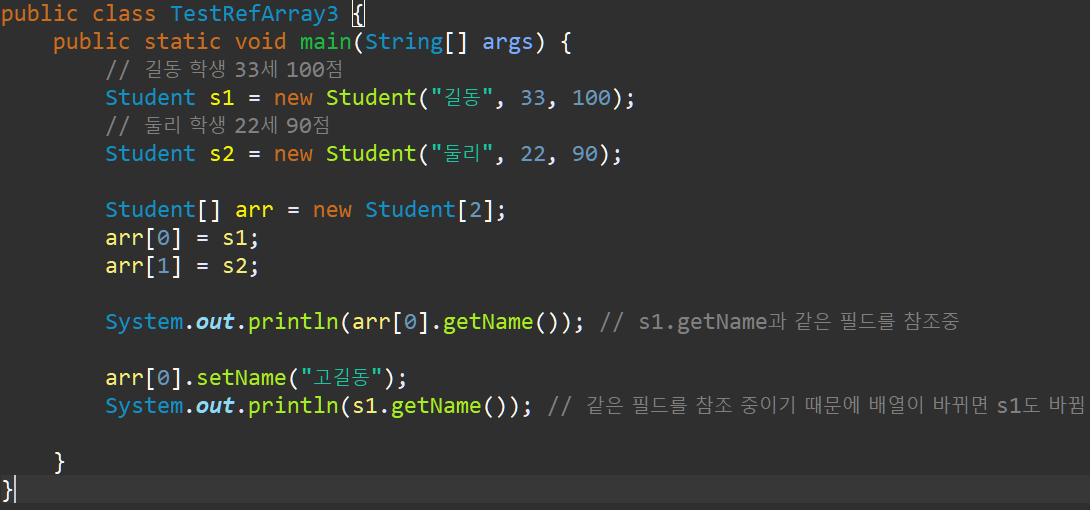 public class TestRefArray3 {
    public static void main(String[] args) {
        // 길동 학생 33세 100점
        Student s1 = new Student("길동", 33, 100);
        // 둘리 학생 22세 90점
        Student s2 = new Student("둘리", 22, 90);

        Student[] arr = new Student[2];
        arr[0] = s1;
        arr[1] = s2;

        System.out.println(arr[0].getName()); // s1.getName과 같은 필드를 참조중

        arr[0].setName("고길동");
        System.out.println(s1.getName()); // 같은 필드를 참조 중이기 때문에 배열이 바뀌면 s1도 바뀜

    }
}